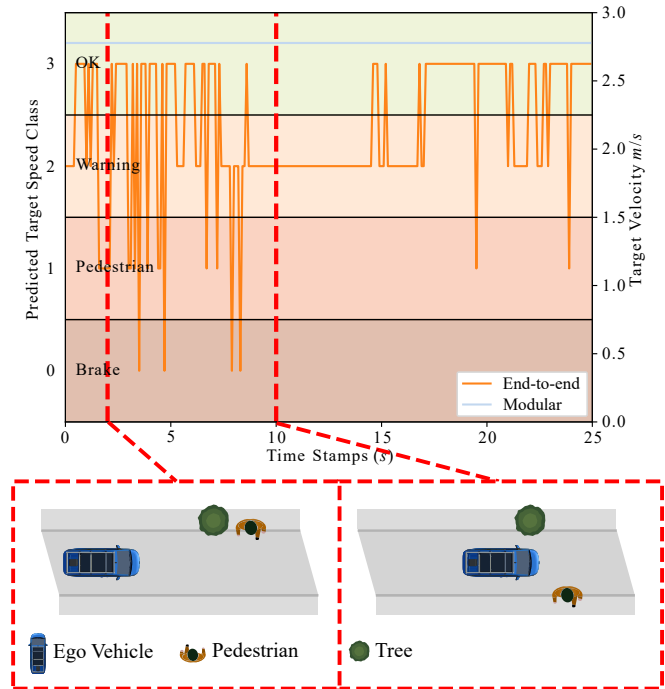 3
2
1
0
Predicted Target Speed Class
OK
Warning
Pedestrian
Brake
3.0
2.5
2.0
1.5
1.0
0.5
0.0
Target Velocity m/s
End-to-end
Modular
0
5
10
15
20
25
Time Stamps (s)
Ego Vehicle
Pedestrian
Tree